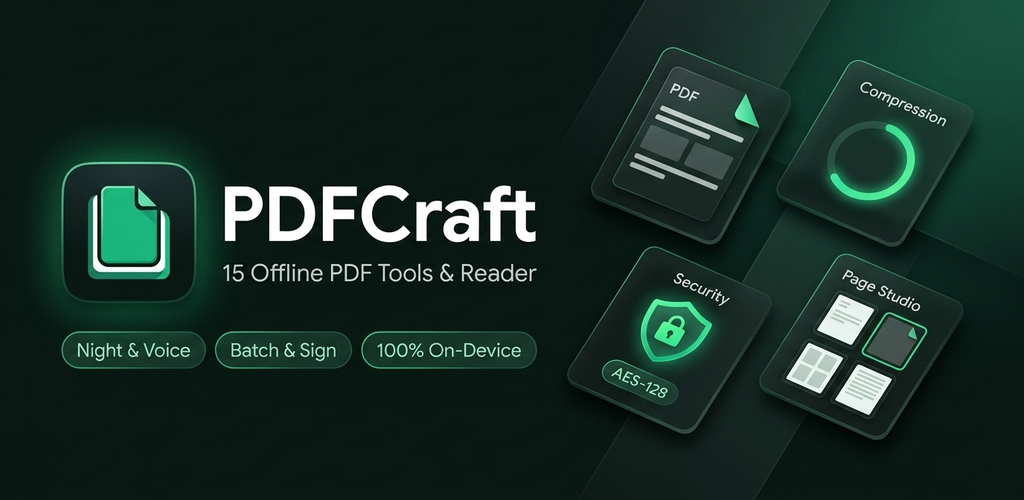 PDFCraft
15 Offline PDF Tools & Reader
Night & Voice
Batch & Sign
100% On-Device
PDF
Compression
Security
AES-128
Page Studio